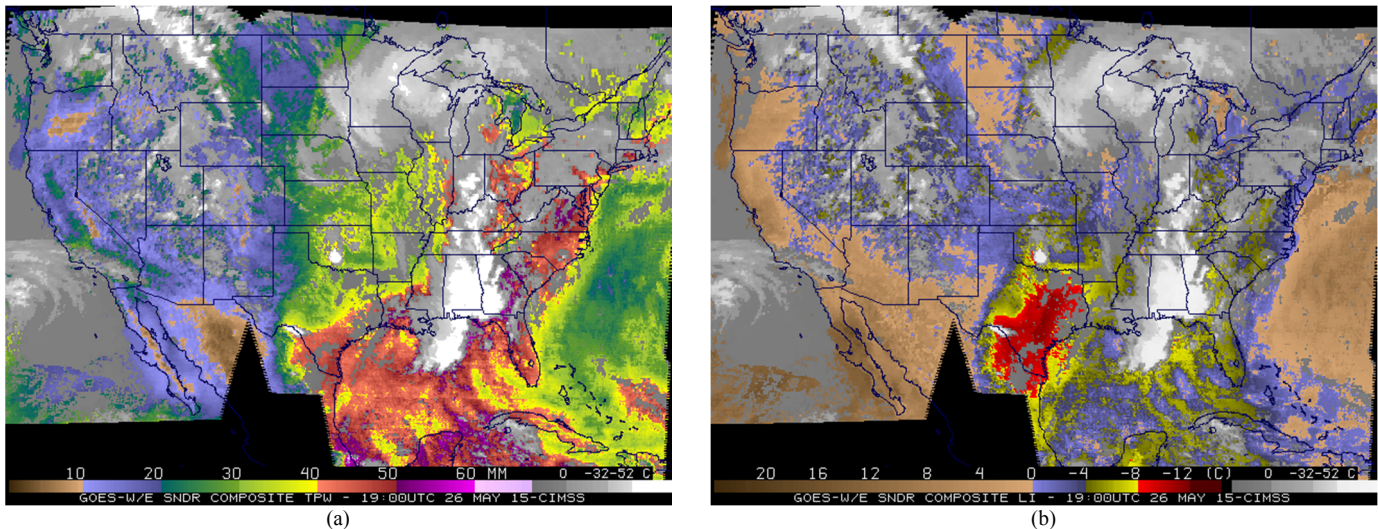 10 20 30 40 50 60 MM 0 -32-52 C
GOES-W/E SNDR COMPOSITE TPW - 19:00UTC 26 MAY 15-CIMSS
(a)
20 16 12 8 4 0 -4 -8 -12 (C) 0 -32-52 C
GOES-W/E SNDR COMPOSITE LI - 19:00UTC 26 MAY 15-CIMSS
(b)